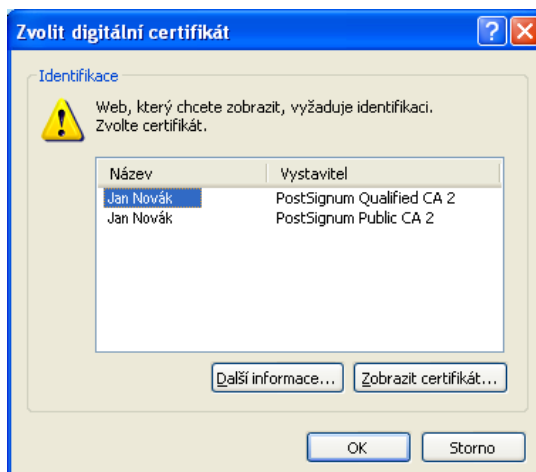 Zvolit digitální certifikát
Identifikace
Web, který chcete zobrazit, vyžaduje identifikaci.
Zvolte certifikát.
Název Vystavitel
Jan Novák PostSignum Qualified CA 2
Jan Novák PostSignum Public CA 2
Další informace... Zobrazit certifikát...
OK Storno